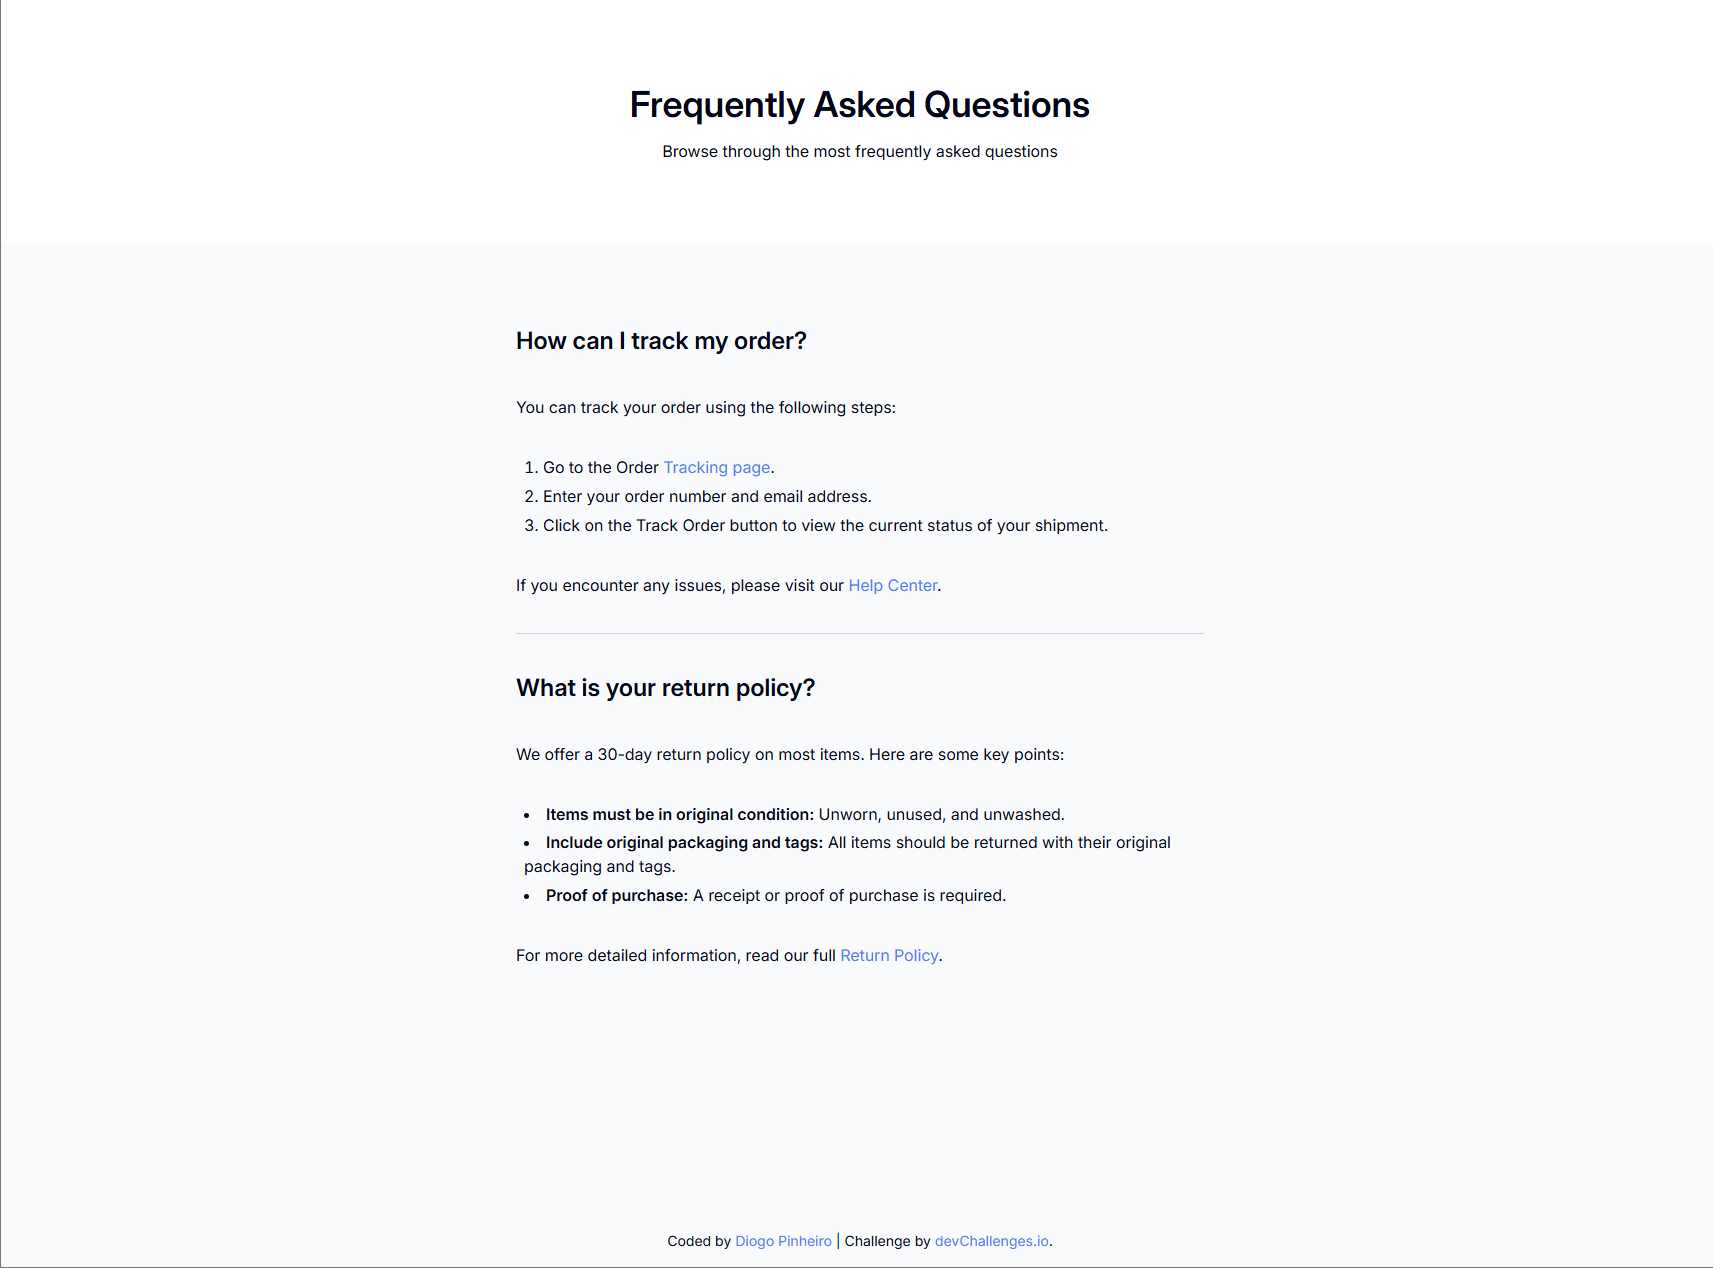 Frequently Asked Questions
Browse through the most frequently asked questions
How can I track my order?
You can track your order using the following steps:
1. Go to the Order Tracking page.
2. Enter your order number and email address.
3. Click on the Track Order button to view the current status of your shipment.
If you encounter any issues, please visit our Help Center.
What is your return policy?
We offer a 30-day return policy on most items. Here are some key points:
• Items must be in original condition: Unworn, unused, and unwashed.
• Include original packaging and tags: All items should be returned with their original
packaging and tags.
• Proof of purchase: A receipt or proof of purchase is required.
For more detailed information, read our full Return Policy.
Coded by Diogo Pinheiro | Challenge by devChallenges.io.